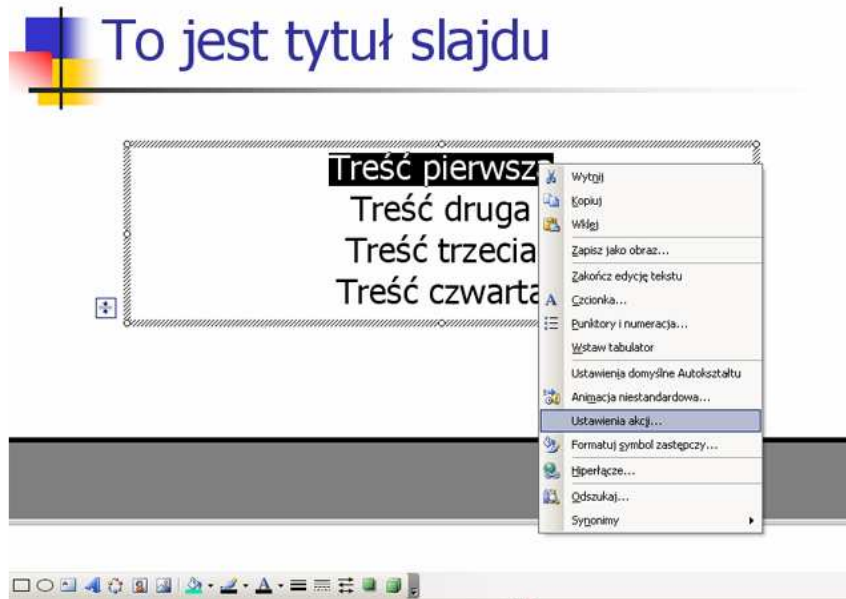 To jest tytuł slajdu
Treść pierwsza
Treść druga
Treść trzecia
Treść czwarta
Wytnij
Kopiuj
Wklej
Zapisz jako obraz...
Zakończ edycję tekstu
Czcionka...
Punktory i numeracja...
Wstaw tabulator
Ustawienia domyślne Autokształtu
Animacja niestandardowa...
Ustawienia akcji...
Formatuj symbol zastępczy...
Hiperłącze...
Odszukaj...
Synonimy